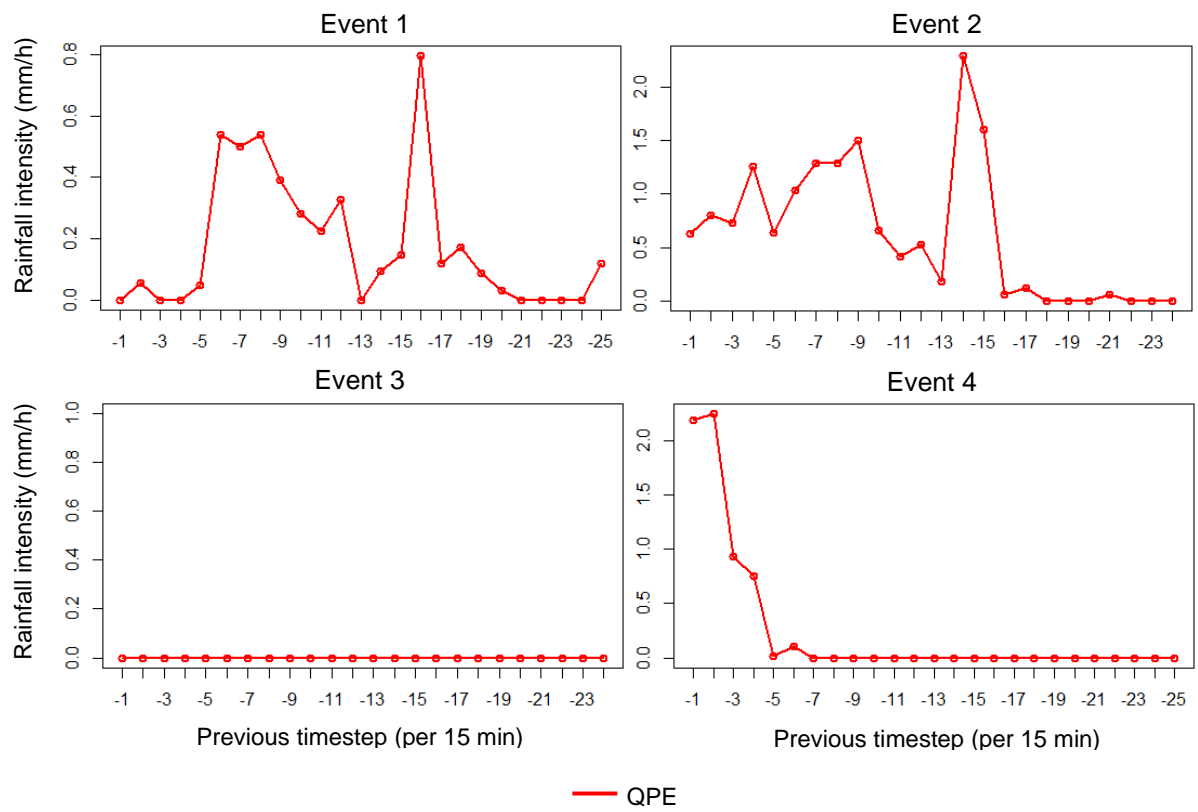 Event 1
Event 2
Rainfall intensity (mm/h)
0.8
0.6
0.4
0.2
0.0
2.0
1.5
1.0
0.5
0.0
-1 -3 -5 -7 -9 -11 -13 -15 -17 -19 -21 -23 -25
-1 -3 -5 -7 -9 -11 -13 -15 -17 -19 -21 -23
Event 3
Event 4
Rainfall intensity (mm/h)
1.0
0.8
0.6
0.4
0.2
0.0
2.0
1.5
1.0
0.5
0.0
-1 -3 -5 -7 -9 -11 -13 -15 -17 -19 -21 -23
-1 -3 -5 -7 -9 -11 -13 -15 -17 -19 -21 -23 -25
Previous timestep (per 15 min)
Previous timestep (per 15 min)
QPE